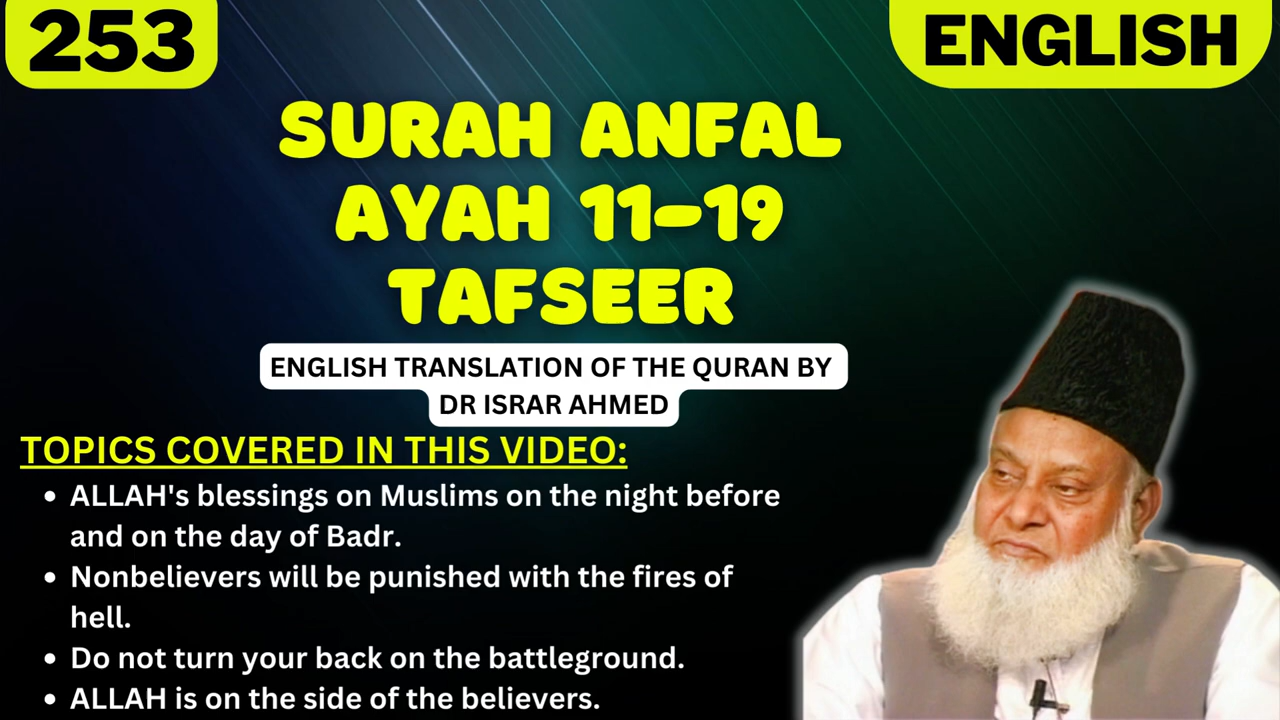 253
ENGLISH
SURAH ANFAL
AYAH 11-19
TAFSEER
ENGLISH TRANSLATION OF THE QURAN BY
DR ISRAR AHMED
TOPICS COVERED IN THIS VIDEO:
• ALLAH's blessings on Muslims on the night before
and on the day of Badr.
• Nonbelievers will be punished with the fires of
hell.
• Do not turn your back on the battleground.
• ALLAH is on the side of the believers.